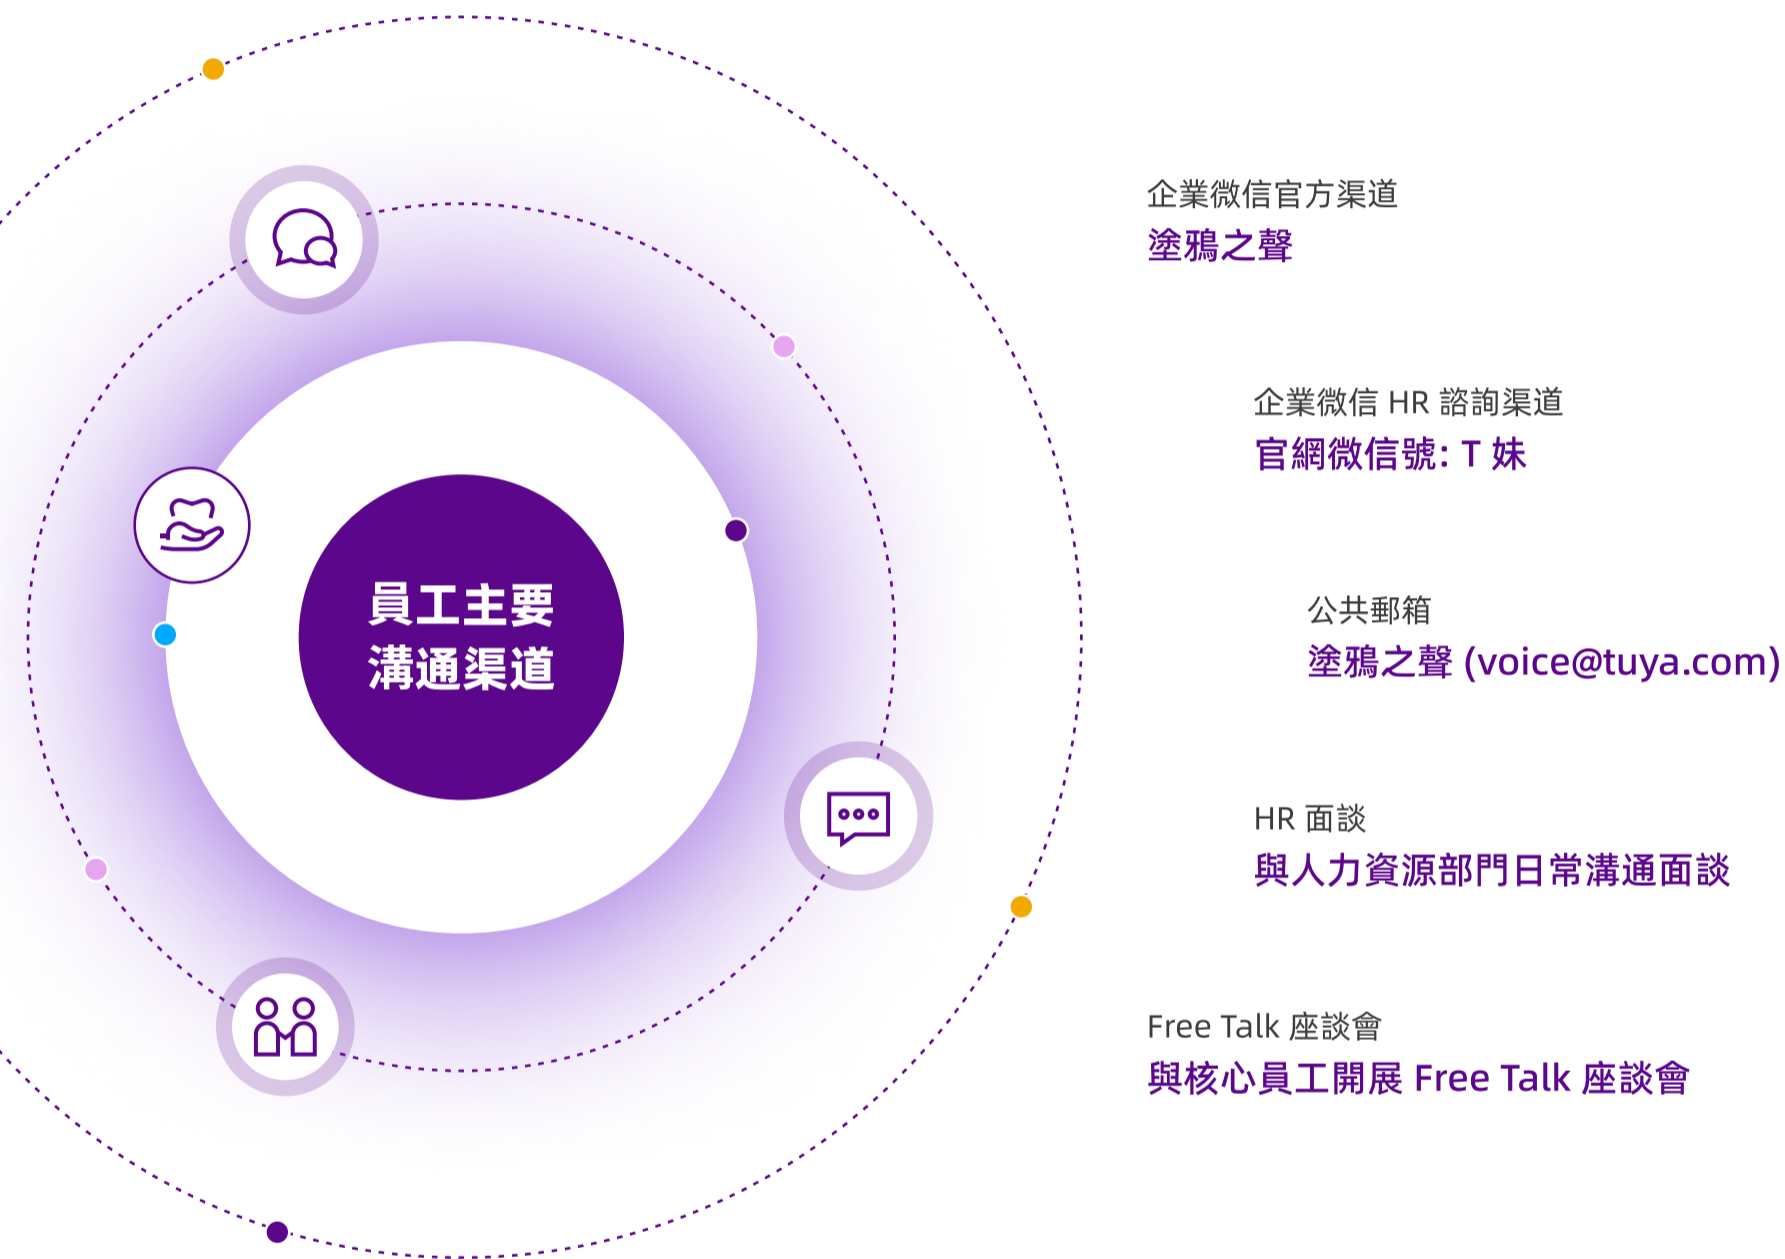 員工主要
溝通渠道
企業微信官方渠道
塗鴉之聲
企業微信 HR 諮詢渠道
官網微信號: T 妹
公共郵箱
塗鴉之聲 (voice@tuya.com)
HR 面談
與人力資源部門日常溝通面談
Free Talk 座談會
與核心員工開展 Free Talk 座談會